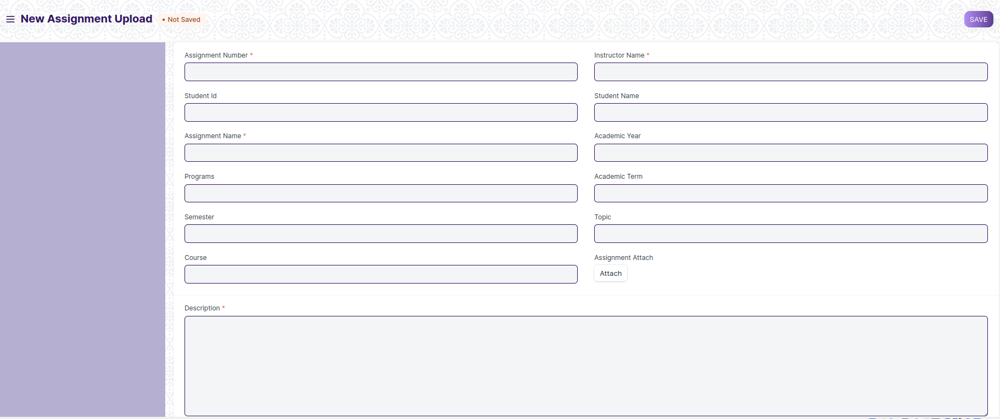 New Assignment Upload
• Not Saved
SAVE
Assignment Number *
Instructor Name *
Student Id
Student Name
Assignment Name *
Academic Year
Programs
Academic Term
Semester
Topic
Course
Assignment Attach
Attach
Description *